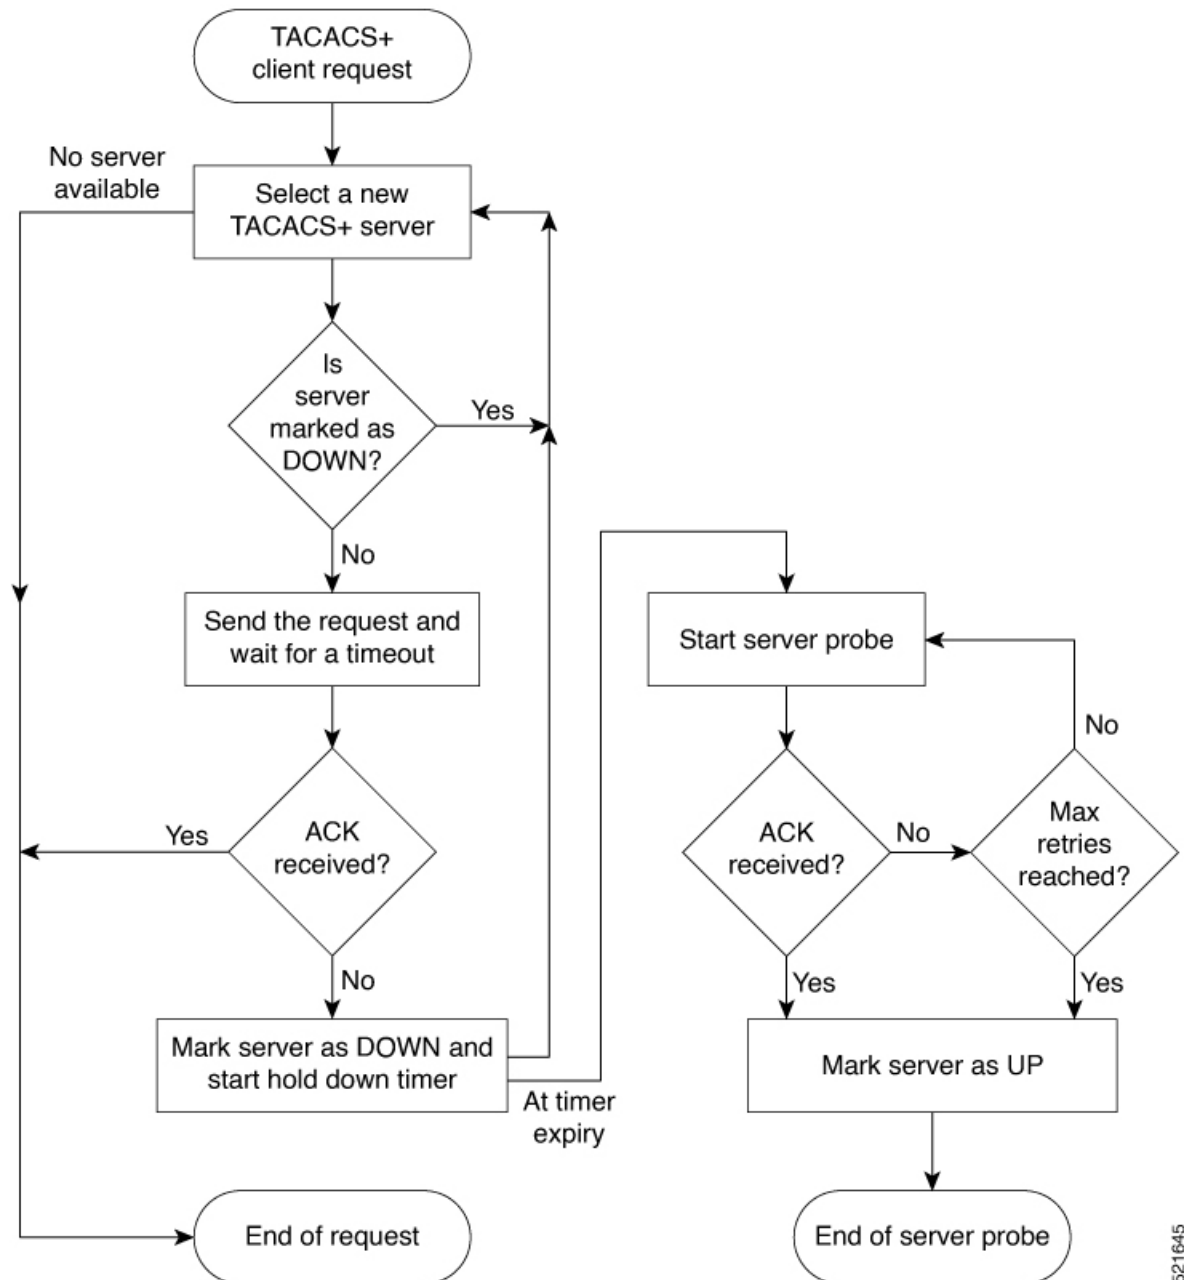 TACACS+
client request
No server
available
Select a new
TACACS+ server
Is
server
marked as
DOWN?
Yes
No
Send the request and
wait for a timeout
Start server probe
No
ACK
received?
Yes
ACK
received?
No
Max
retries
reached?
No
Yes
Yes
Mark server as DOWN and
start hold down timer
Mark server as UP
At timer
expiry
End of request
End of server probe
521645